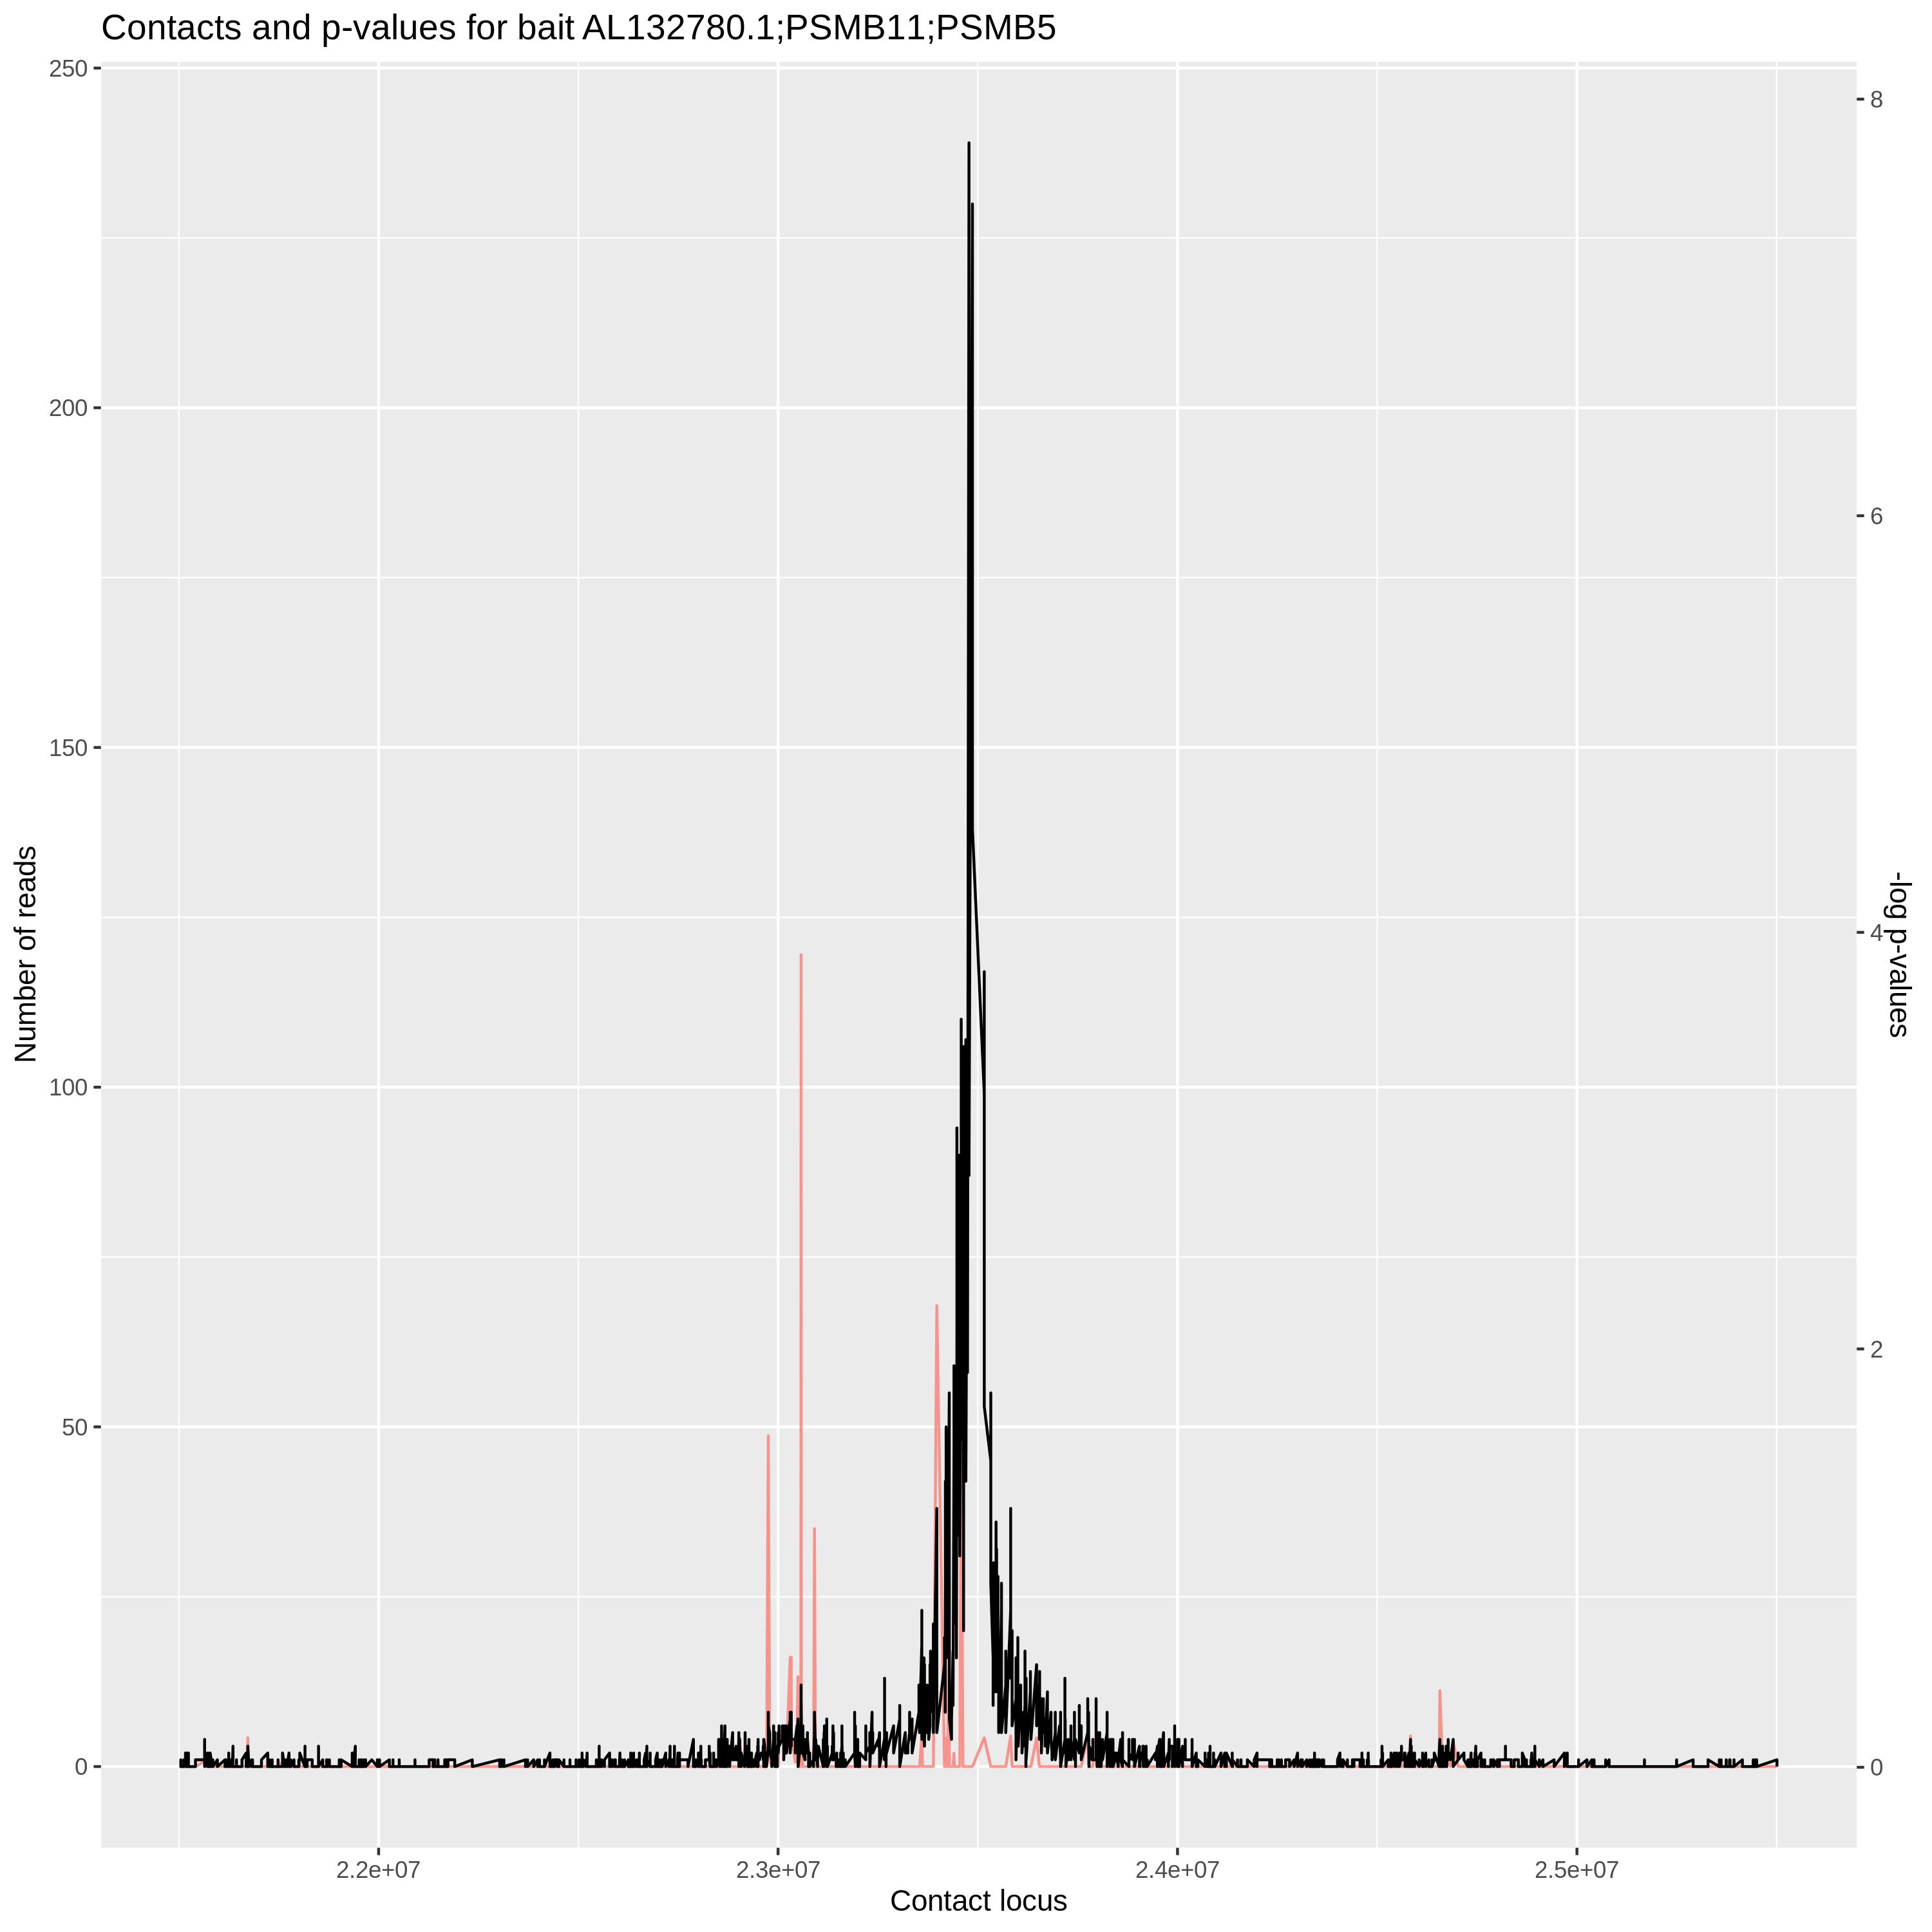 Contacts and p-values for bait AL132780.1;PSMB11;PSMB5
250
200
150
100
50
0
Number of reads
8
6
4
2
0
-log p-values
2.2e+07
2.3e+07
2.4e+07
2.5e+07
Contact locus